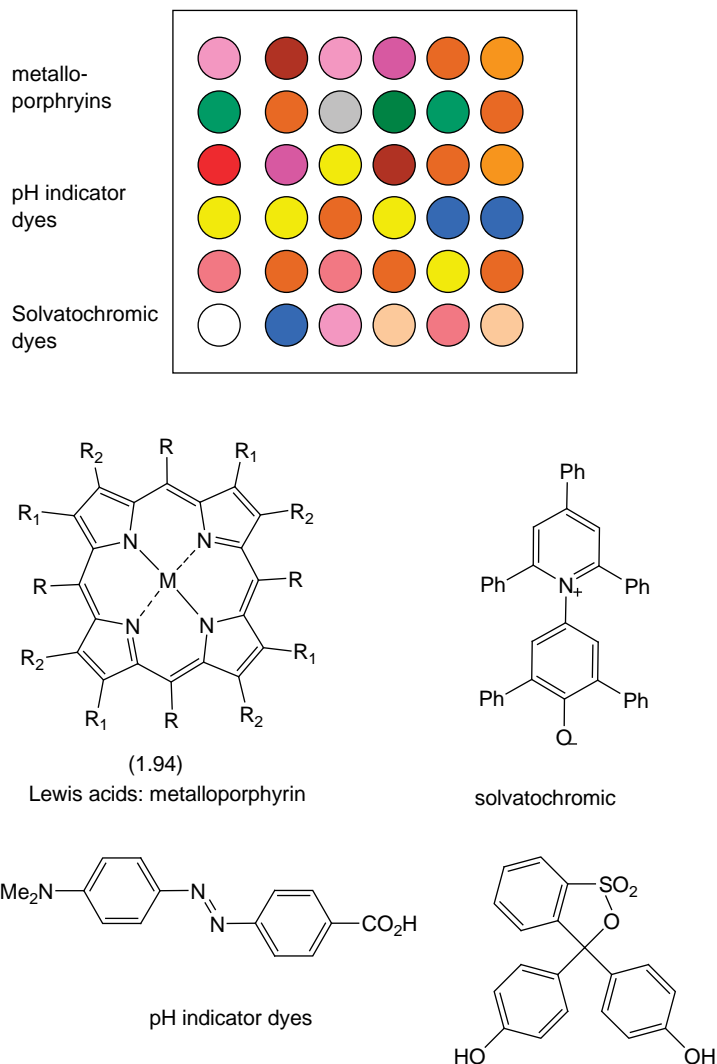 metallo-
porphryins
pH indicator
dyes
Solvatochromic
dyes
R2 R R1
R1 R2
N N
R M R
N N
R2 R1
R1 R R2
(1.94)
Lewis acids: metalloporphyrin
Ph
Ph N+ Ph
Ph Ph
O–
solvatochromic
Me2N
N
N
CO2H
pH indicator dyes
SO2
O
HO OH